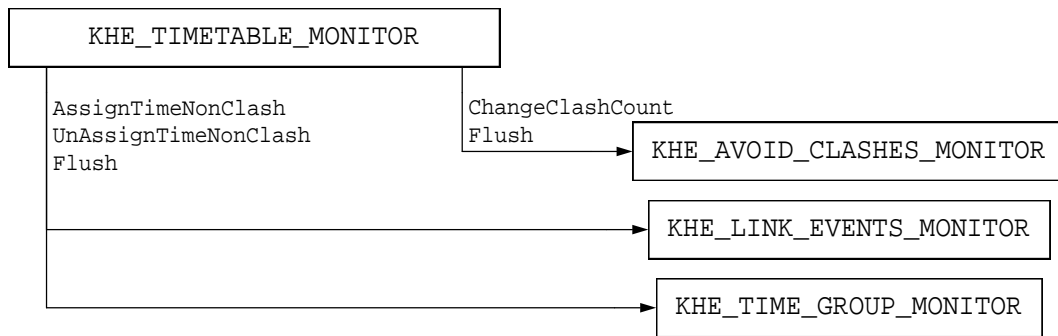 KHE_TIMETABLE_MONITOR
AssignTimeNonClash
UnAssignTimeNonClash
Flush
ChangeClashCount
Flush
KHE_AVOID_CLASHES_MONITOR
KHE_LINK_EVENTS_MONITOR
KHE_TIME_GROUP_MONITOR